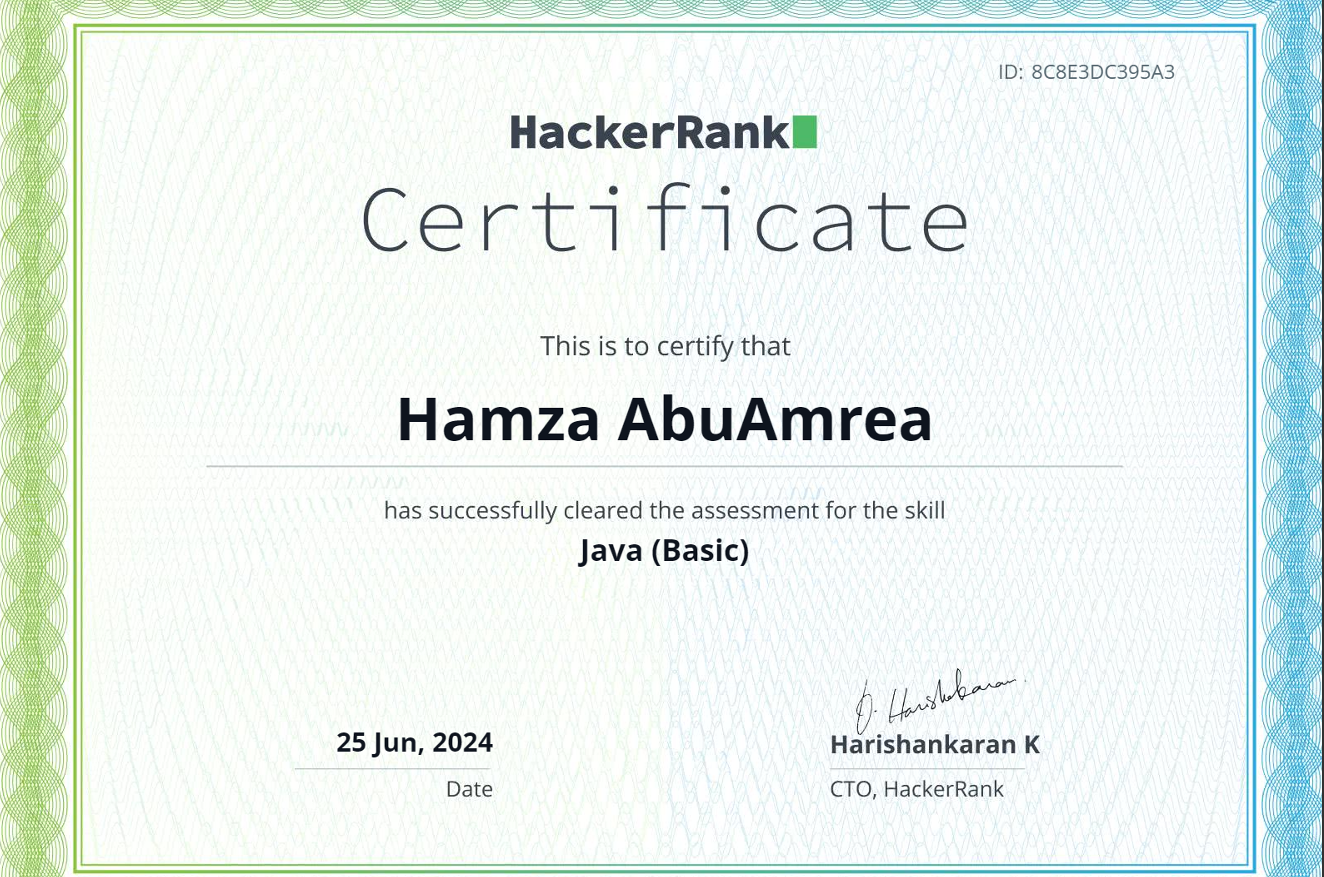 ID: 8C8E3DC395A3
HackerRank
Certificate
This is to certify that
Hamza AbuAmrea
has successfully cleared the assessment for the skill
Java (Basic)
25 Jun, 2024
Date
Harishankaran K
CTO, HackerRank